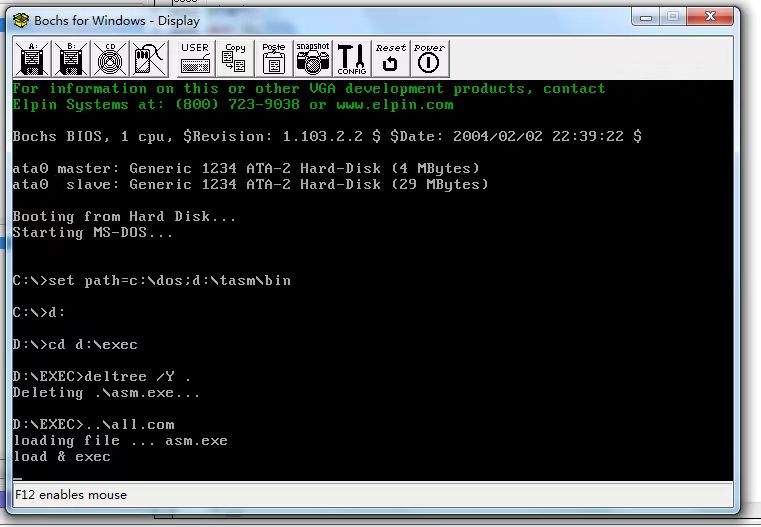 Bochs for Windows - Display
A: B: CD USER Copy Paste snapshot CONFIG Reset Power
For information on this or other VGA development products, contact
Elpin Systems at: (800) 723-9038 or www.elpin.com
Bochs BIOS, 1 cpu, $Revision: 1.103.2.2 $ $Date: 2004/02/02 22:39:22 $
ata0 master: Generic 1234 ATA-2 Hard-Disk (4 MBytes)
ata0  slave: Generic 1234 ATA-2 Hard-Disk (29 MBytes)
Booting from Hard Disk...
Starting MS-DOS...
C:\>set path=c:\dos;d:\tasm\bin
C:\>d:
D:\>cd d:\exec
D:\EXEC>deltree /Y .
Deleting .\asm.exe...
D:\EXEC>..\all.com
loading file ... asm.exe
load & exec
F12 enables mouse